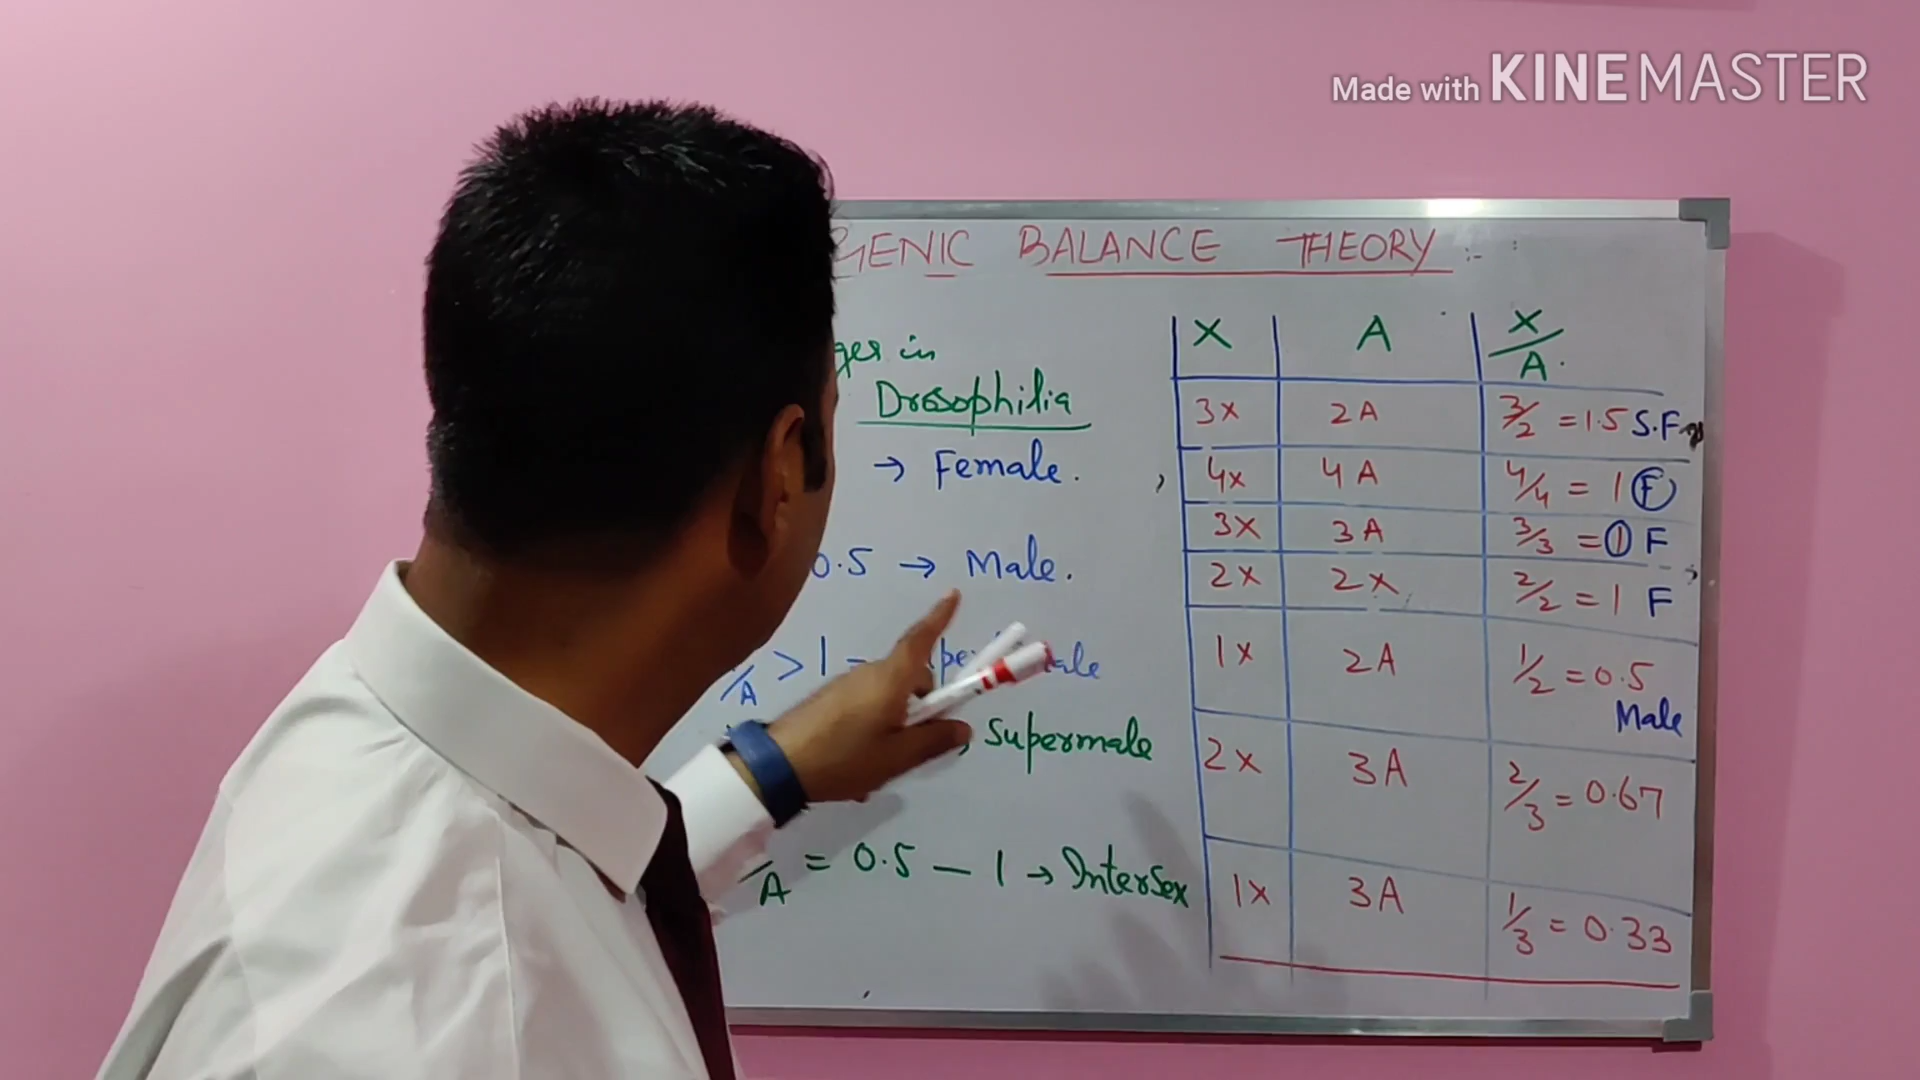 Made with KINEMASTER
GENIC BALANCE THEORY :-
in
Drosophilia
→ Female.
0.5 → Male.
/A > 1
Supermale
/A = 0.5 – 1 → InterSex
X A X/A.
3x 2A 3/2 = 1.5 S.F
4x 4A 4/4 = 1 F
3x 3A 3/3 = 1 F
2x 2x 2/2 = 1 F
1x 2A 1/2 = 0.5
Male
2x 3A 2/3 = 0.67
1x 3A 1/3 = 0.33